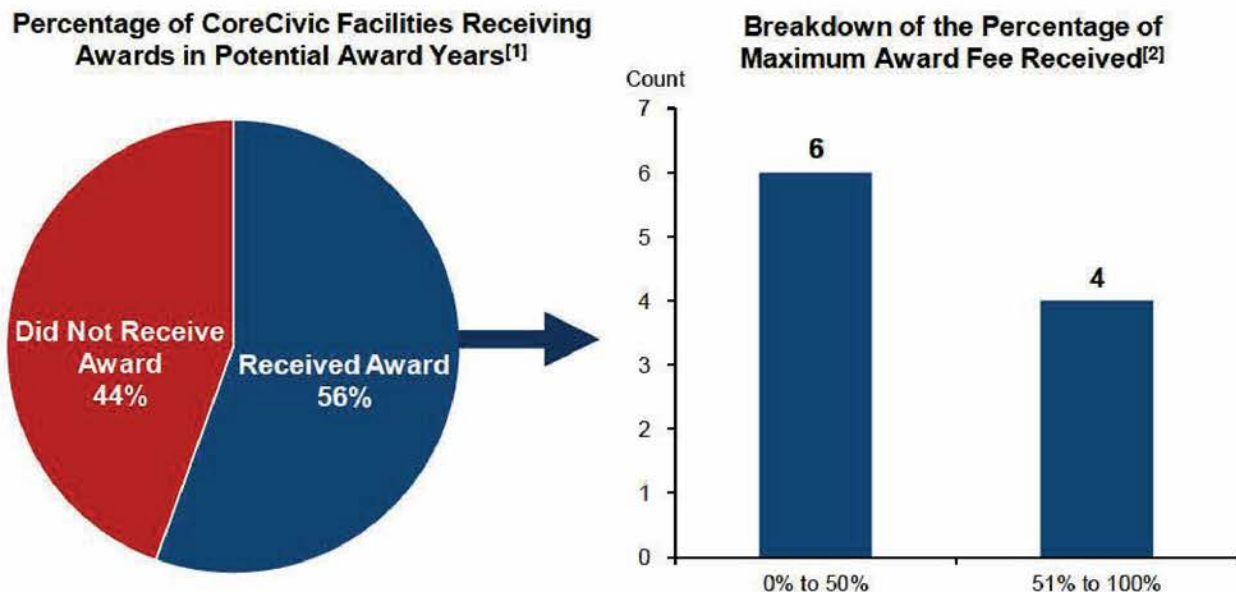 Percentage of CoreCivic Facilities Receiving
Awards in Potential Award Years[1]
Did Not Receive
Award
44%
Received Award
56%
Breakdown of the Percentage of
Maximum Award Fee Received[2]
Count
7
6
5
4
3
2
1
0
6
4
0% to 50%
51% to 100%